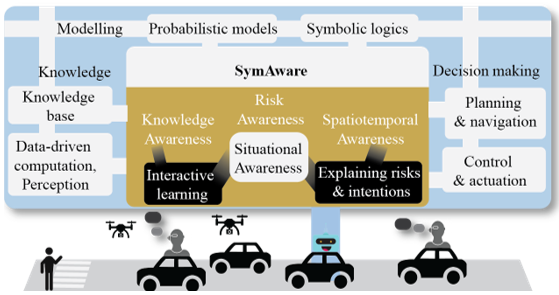 Modelling
Probabilistic models
Symbolic logics
Knowledge
SymAware
Decision making
Knowledge
base
Data-driven
computation,
Perception
Knowledge
Awareness
Risk
Awareness
Spatiotemporal
Awareness
Situational
Awareness
Interactive
learning
Explaining risks
& intentions
Planning
& navigation
Control
& actuation